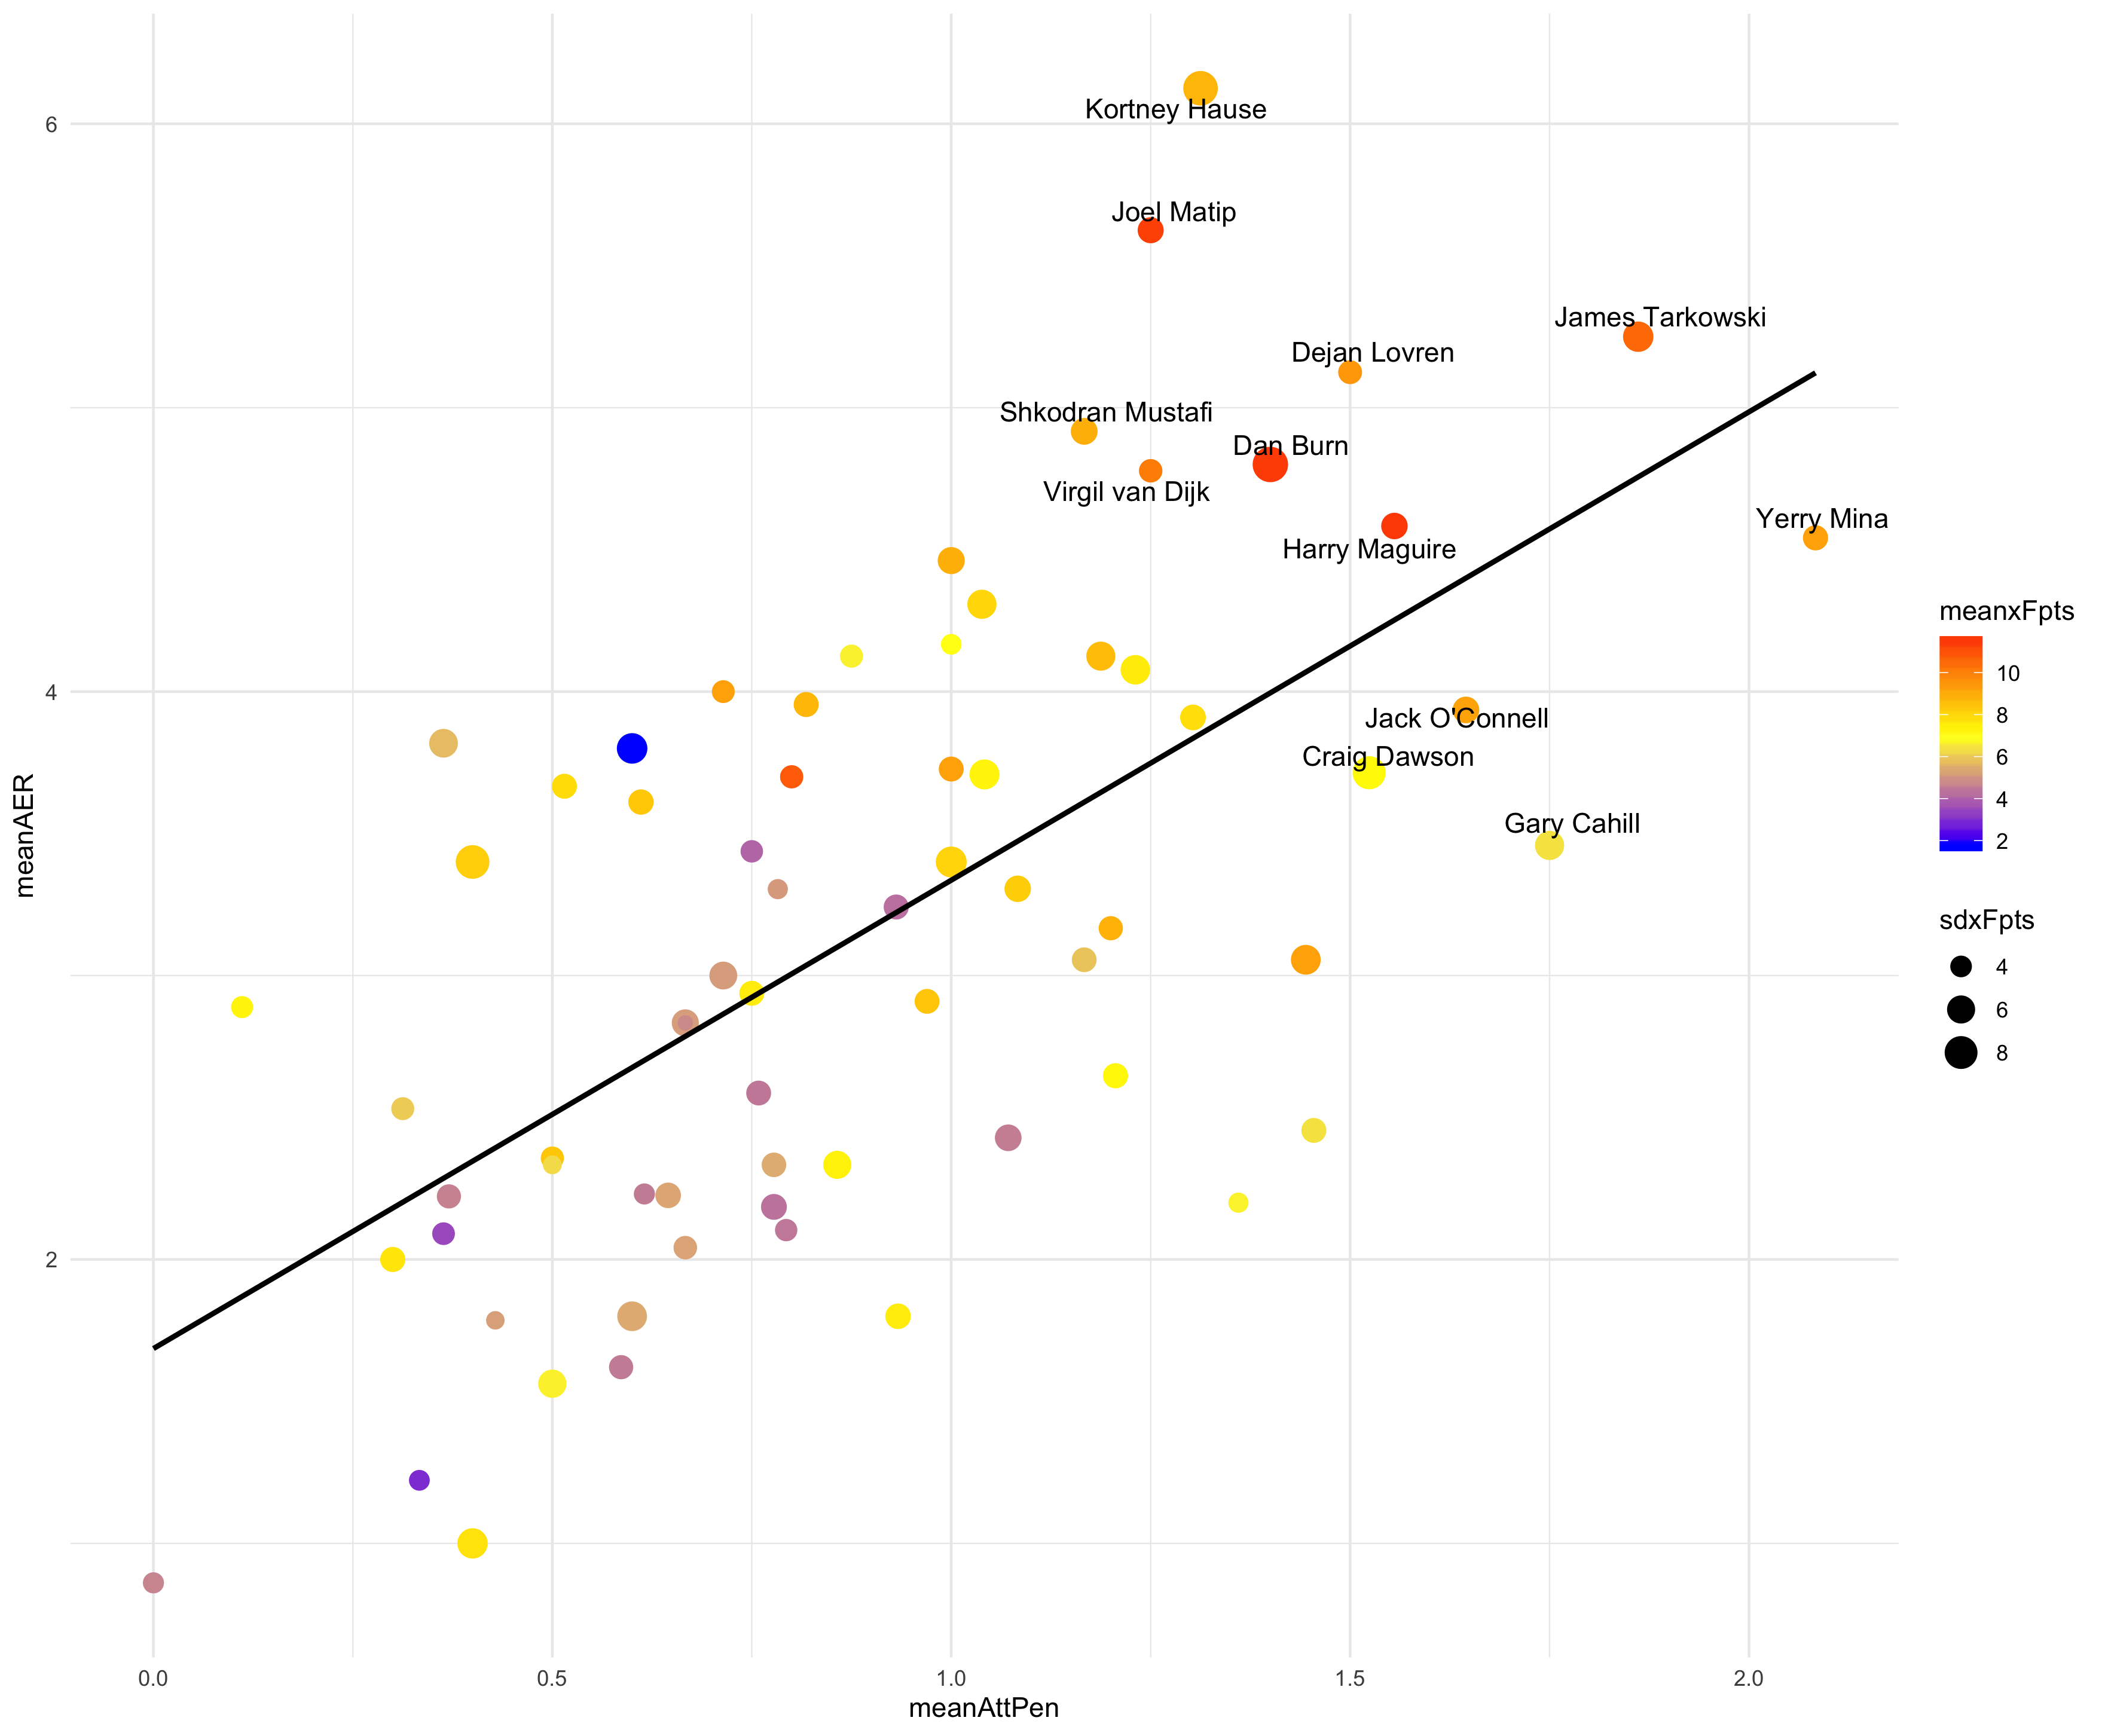 Kortney Hause
Joel Matip
James Tarkowski
Dejan Lovren
Shkodran Mustafi
Dan Burn
Virgil van Dijk
Yerry Mina
Harry Maguire
Jack O'Connell
Craig Dawson
Gary Cahill
6
4
2
meanAER
0.0
0.5
1.0
1.5
2.0
meanAttPen
meanxFpts
10
8
6
4
2
sdxFpts
4
6
8